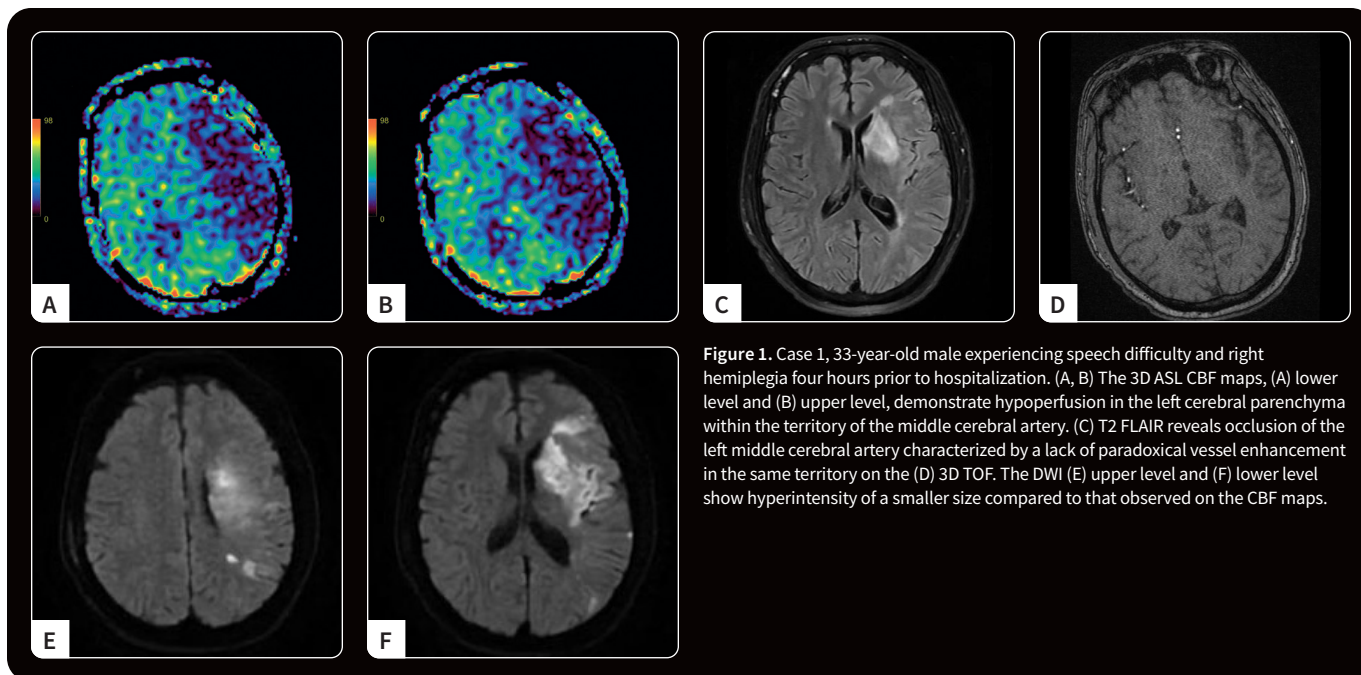 98
0
A
98
0
B
C
D
Figure 1. Case 1, 33-year-old male experiencing speech difficulty and right
hemiplegia four hours prior to hospitalization. (A, B) The 3D ASL CBF maps, (A) lower
level and (B) upper level, demonstrate hypoperfusion in the left cerebral parenchyma
within the territory of the middle cerebral artery. (C) T2 FLAIR reveals occlusion of the
left middle cerebral artery characterized by a lack of paradoxical vessel enhancement
in the same territory on the (D) 3D TOF. The DWI (E) upper level and (F) lower level
show hyperintensity of a smaller size compared to that observed on the CBF maps.
E
F